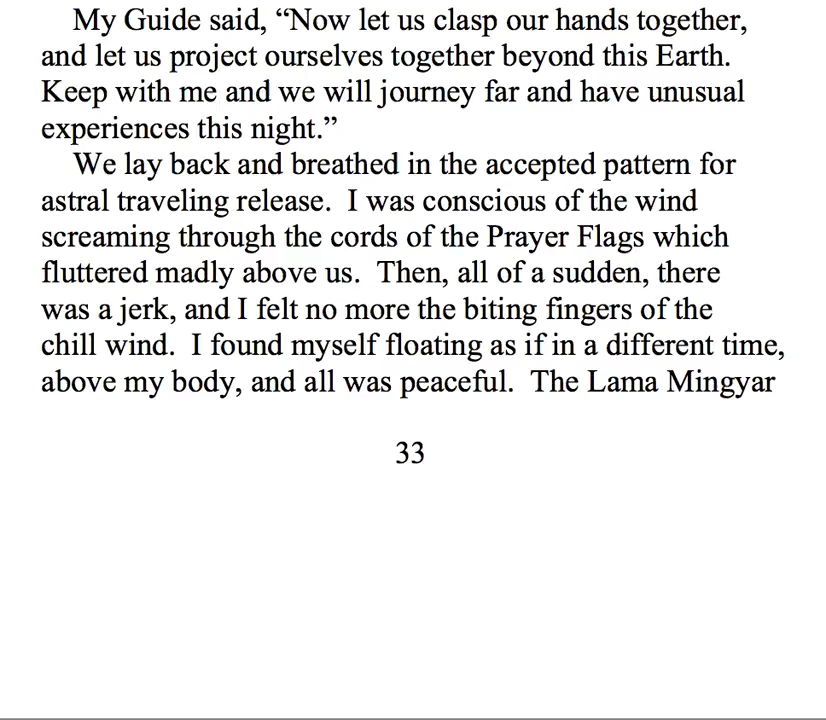 My Guide said, “Now let us clasp our hands together,
and let us project ourselves together beyond this Earth.
Keep with me and we will journey far and have unusual
experiences this night.”
We lay back and breathed in the accepted pattern for
astral traveling release.  I was conscious of the wind
screaming through the cords of the Prayer Flags which
fluttered madly above us.  Then, all of a sudden, there
was a jerk, and I felt no more the biting fingers of the
chill wind.  I found myself floating as if in a different time,
above my body, and all was peaceful.  The Lama Mingyar
33